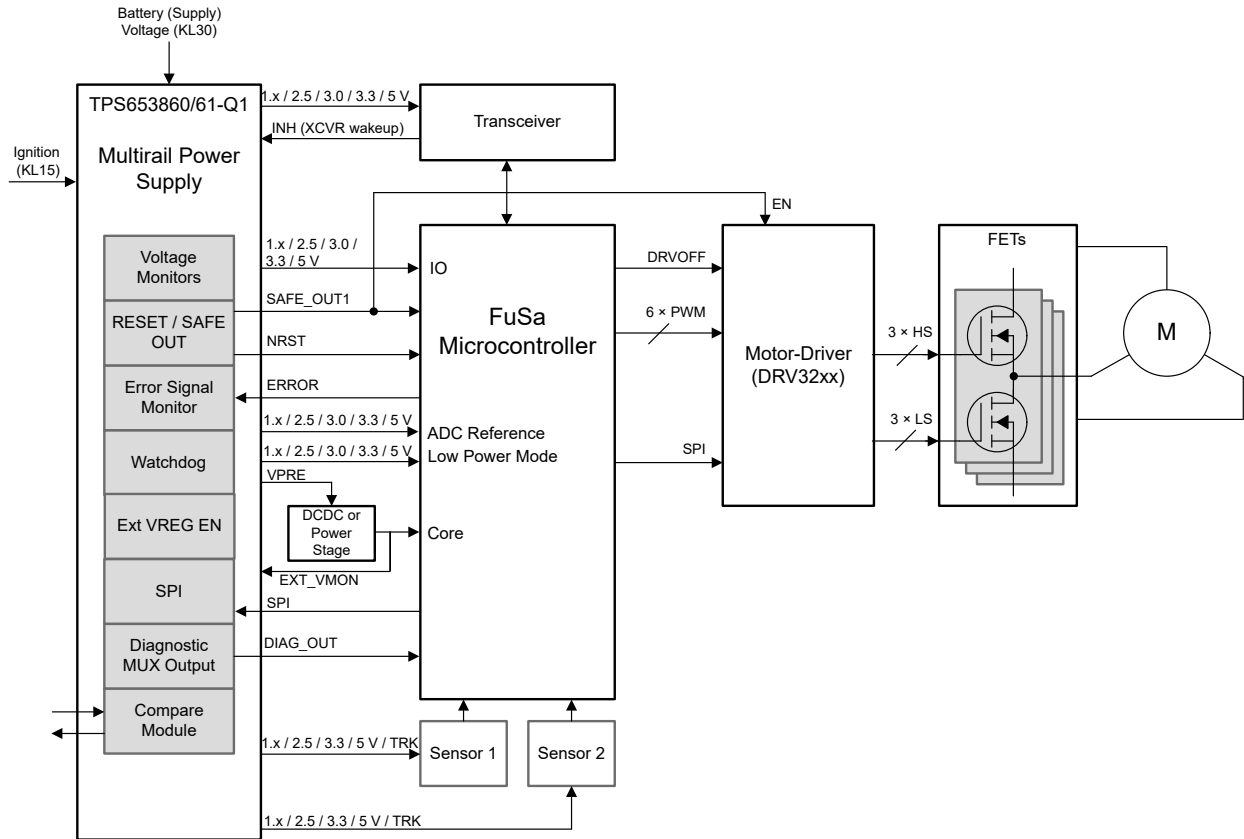 Battery (Supply)
Voltage (KL30)
TPS653860/61-Q1
Multirail Power
Supply
Ignition
(KL15)
1.x / 2.5 / 3.0 / 3.3 / 5 V
INH (XCVR wakeup)
Transceiver
EN
Voltage
Monitors
RESET / SAFE
OUT
Error Signal
Monitor
Watchdog
Ext VREG EN
SPI
Diagnostic
MUX Output
Compare
Module
1.x / 2.5 / 3.0 /
3.3 / 5 V
SAFE_OUT1
NRST
ERROR
1.x / 2.5 / 3.0 / 3.3 / 5 V
1.x / 2.5 / 3.0 / 3.3 / 5 V
VPRE
DCDC or
Power
Stage
EXT_VMON
SPI
DIAG_OUT
1.x / 2.5 / 3.3 / 5 V / TRK
1.x / 2.5 / 3.3 / 5 V / TRK
IO
FuSa
Microcontroller
ADC Reference
Low Power Mode
Core
Sensor 1
Sensor 2
DRVOFF
6 × PWM
SPI
Motor-Driver
(DRV32xx)
3 × HS
3 × LS
FETs
M